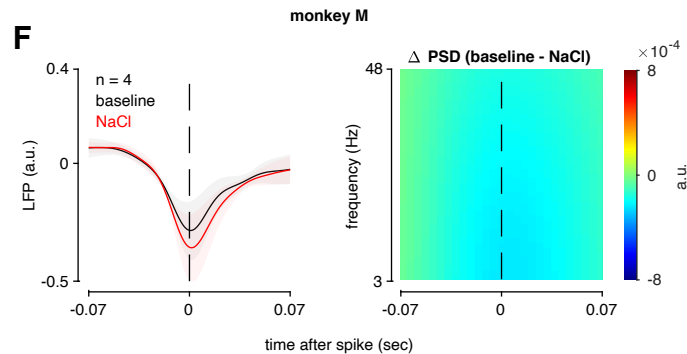 monkey M
F
Δ PSD (baseline - NaCl)
×10⁻⁴
0.4
n = 4
baseline
NaCl
0
-0.5
LFP (a.u.)
-0.07
0
0.07
48
3
frequency (Hz)
-0.07
0
0.07
8
0
-8
a.u.
time after spike (sec)